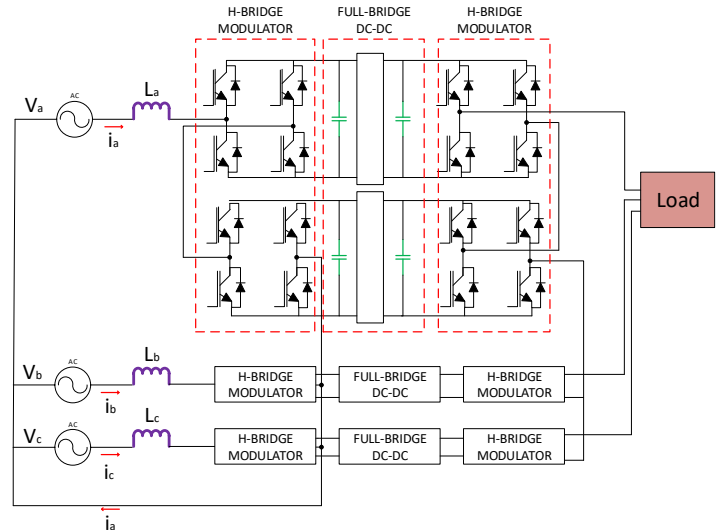 H-BRIDGE
MODULATOR
FULL-BRIDGE
DC-DC
H-BRIDGE
MODULATOR
Va
AC
La
ia
Load
Vb
AC
Lb
ib
H-BRIDGE
MODULATOR
FULL-BRIDGE
DC-DC
H-BRIDGE
MODULATOR
Vc
AC
Lc
ic
H-BRIDGE
MODULATOR
FULL-BRIDGE
DC-DC
H-BRIDGE
MODULATOR
ia